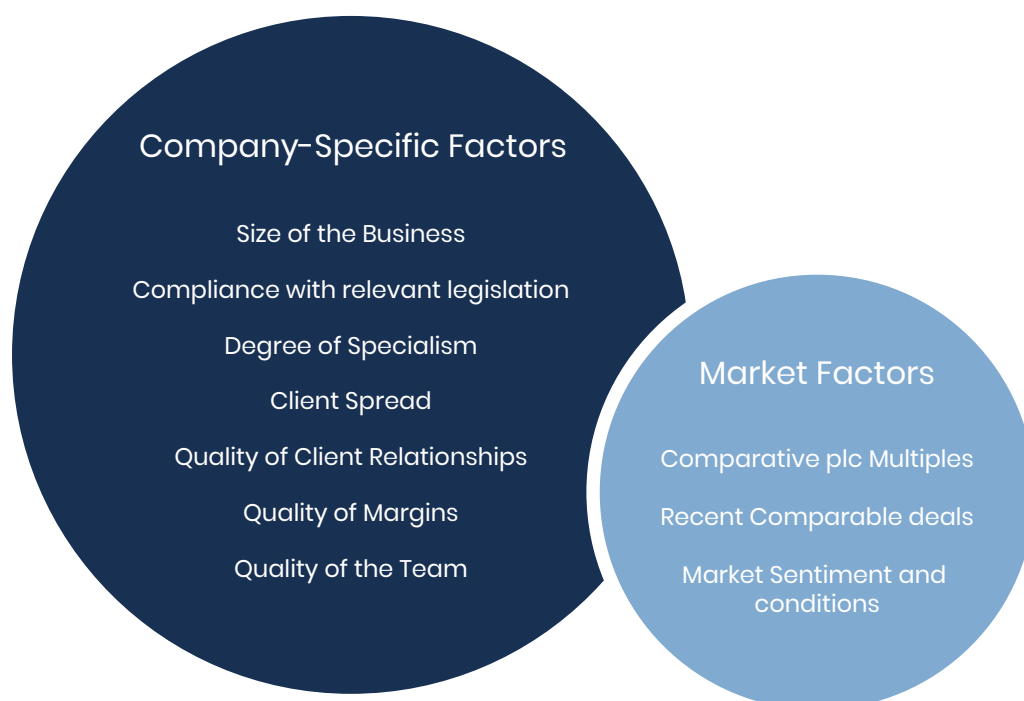 Company-Specific Factors
Size of the Business
Compliance with relevant legislation
Degree of Specialism
Client Spread
Quality of Client Relationships
Quality of Margins
Quality of the Team
Market Factors
Comparative plc Multiples
Recent Comparable deals
Market Sentiment and
conditions